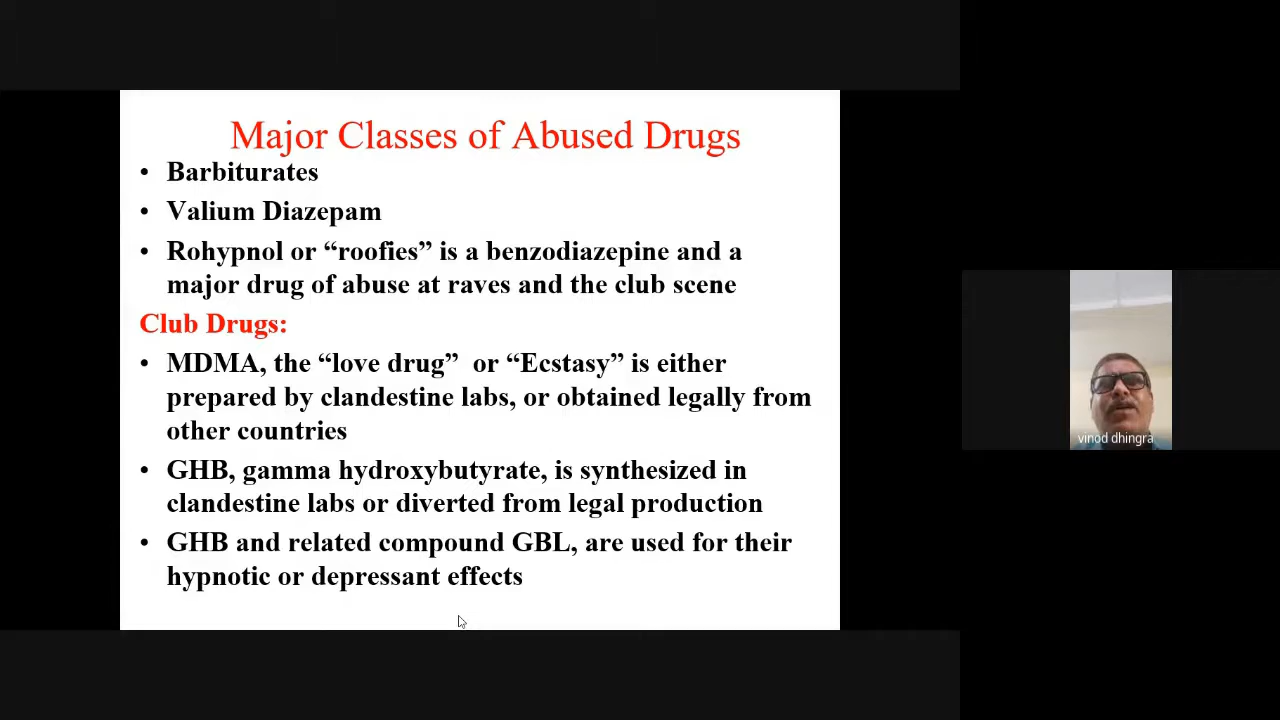 Major Classes of Abused Drugs
• Barbiturates
• Valium Diazepam
• Rohypnol or “roofies” is a benzodiazepine and a
major drug of abuse at raves and the club scene
Club Drugs:
• MDMA, the “love drug”  or “Ecstasy” is either
prepared by clandestine labs, or obtained legally from
other countries
• GHB, gamma hydroxybutyrate, is synthesized in
clandestine labs or diverted from legal production
• GHB and related compound GBL, are used for their
hypnotic or depressant effects
vinod dhingra